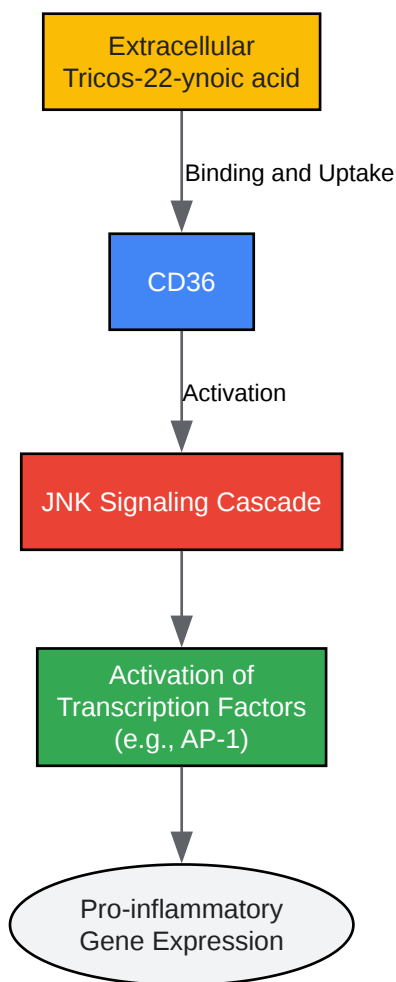 Extracellular
Tricos-22-ynoic acid
Binding and Uptake
CD36
Activation
JNK Signaling Cascade
Activation of
Transcription Factors
(e.g., AP-1)
Pro-inflammatory
Gene Expression